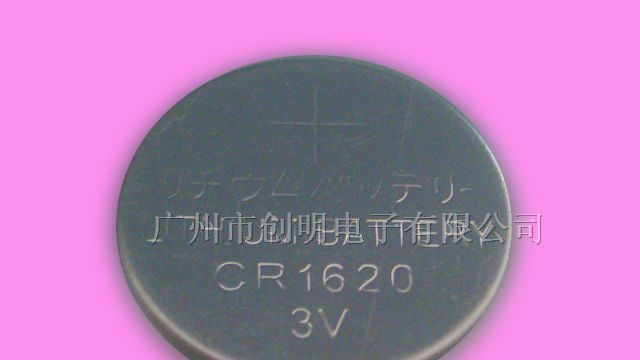 +
リチウムバッテリー
广州市创明电子有限公司
BATTERY
CR1620
3V